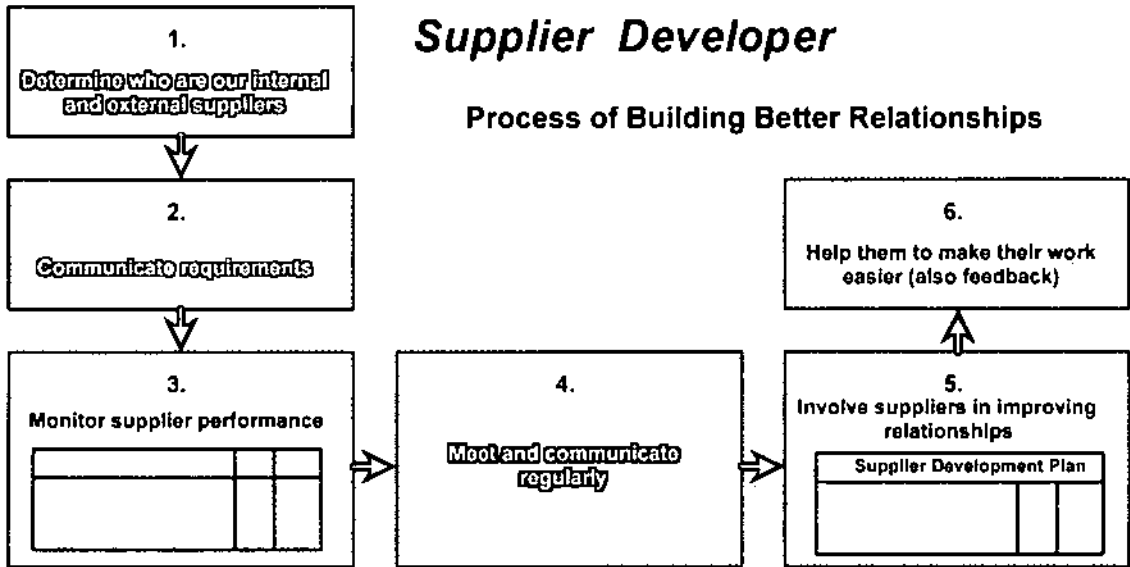 Supplier Developer
Process of Building Better Relationships
1.
Determine who are our internal
and external suppliers
2.
Communicate requirements
3.
Monitor supplier performance
4.
Meet and communicate
regularly
5.
Involve suppliers in improving
relationships
Supplier Development Plan
6.
Help them to make their work
easier (also feedback)